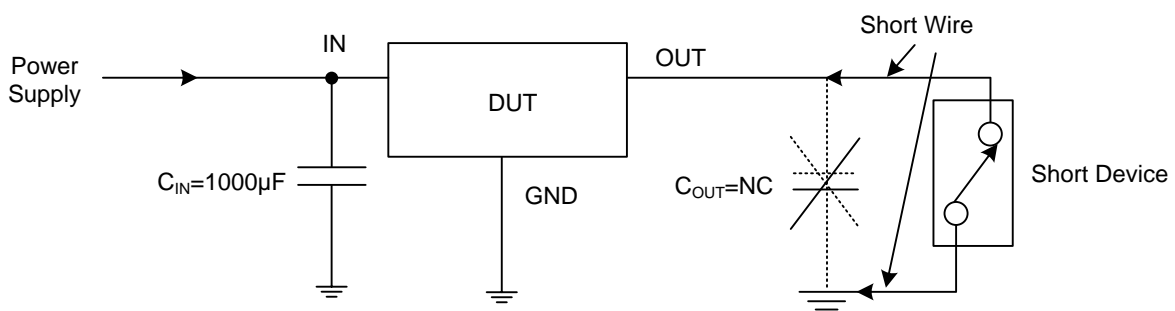 Power
Supply
IN
DUT
OUT
Short Wire
C_IN=1000µF
GND
C_OUT=NC
Short Device